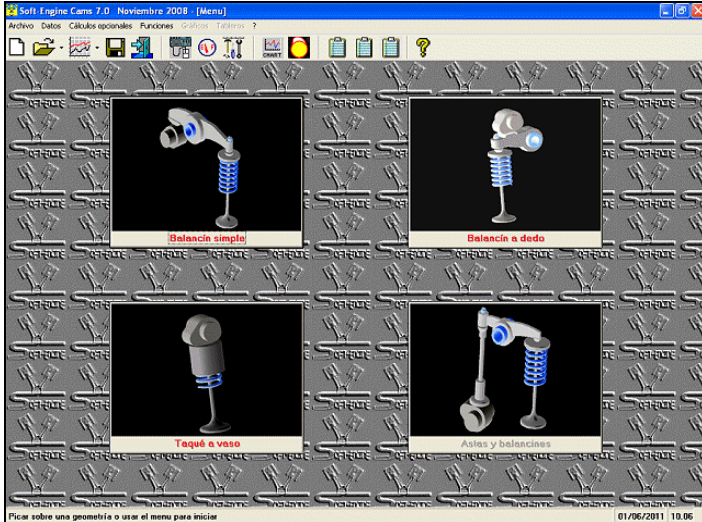 Soft-Engine Cams 7.0 Noviembre 2008 - [Menu]
Archivo Datos Cálculos opcionales Funciones Gráficos Tableros ?
CHART
Balancín simple
Balancín a dedo
Taqué a vaso
Astas y balancines
Picar sobre una geometría o usar el menu para iniciar
01/06/2011 10.06